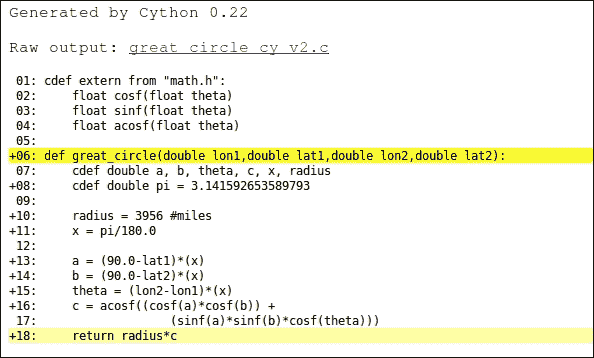 Generated by Cython 0.22
Raw output: great_circle_cy_v2.c
 01: cdef extern from "math.h":
 02:     float cosf(float theta)
 03:     float sinf(float theta)
 04:     float acosf(float theta)
 05:
+06: def great_circle(double lon1,double lat1,double lon2,double lat2):
 07:     cdef double a, b, theta, c, x, radius
+08:     cdef double pi = 3.141592653589793
 09:
+10:     radius = 3956 #miles
+11:     x = pi/180.0
 12:
+13:     a = (90.0-lat1)*(x)
+14:     b = (90.0-lat2)*(x)
+15:     theta = (lon2-lon1)*(x)
+16:     c = acosf((cosf(a)*cosf(b)) +
 17:                   (sinf(a)*sinf(b)*cosf(theta)))
+18:     return radius*c